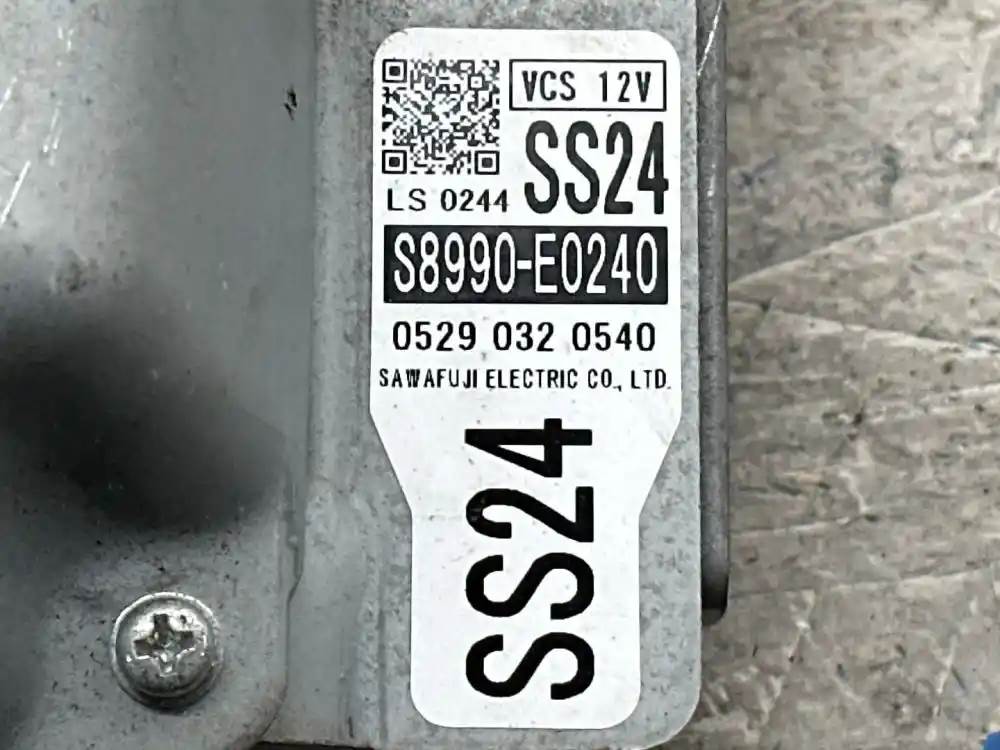 VCS 12V
SS24
LS 0244
S8990-E0240
0529 032 0540
SAWAFUJI ELECTRIC CO., LTD.
SS24